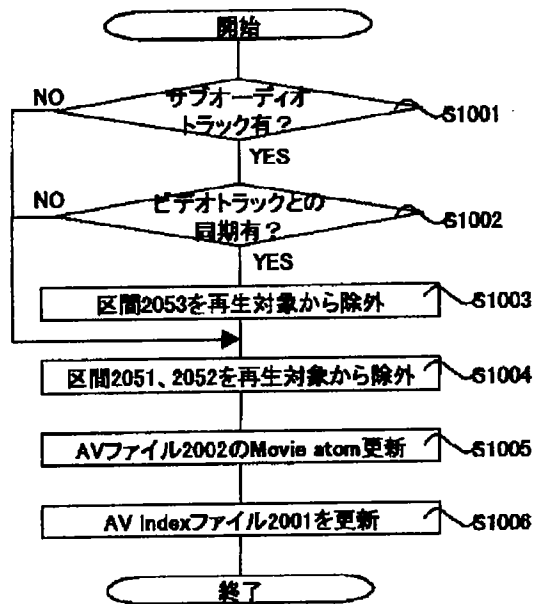 開始
NO
サブオーディオ
トラック有？
S1001
YES
NO
ビデオトラックとの
同期有？
S1002
YES
区間2053を再生対象から除外
S1003
区間2051、2052を再生対象から除外
S1004
AVファイル2002のMovie atom更新
S1005
AV Indexファイル2001を更新
S1006
終了